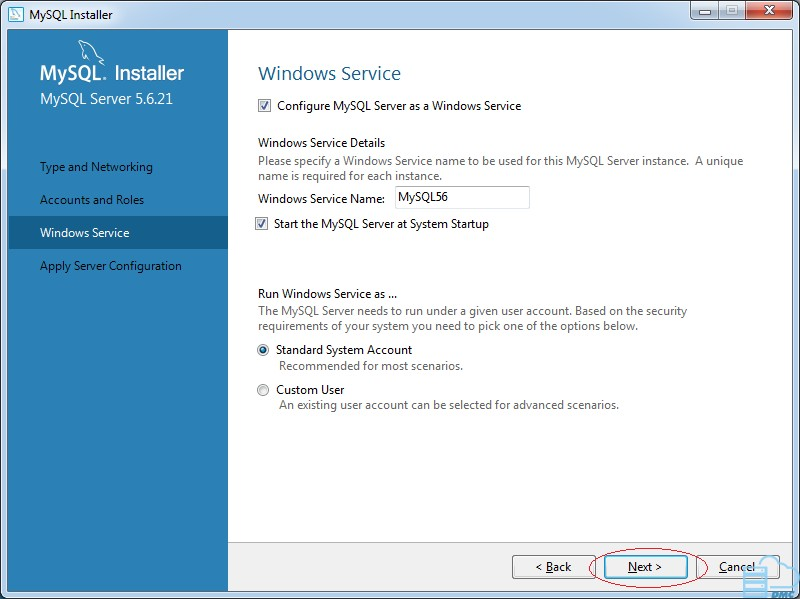 MySQL Installer
MySQL. Installer
MySQL Server 5.6.21
Type and Networking
Accounts and Roles
Windows Service
Apply Server Configuration
Windows Service
Configure MySQL Server as a Windows Service
Windows Service Details
Please specify a Windows Service name to be used for this MySQL Server instance. A unique
name is required for each instance.
Windows Service Name: MySQL56
Start the MySQL Server at System Startup
Run Windows Service as ...
The MySQL Server needs to run under a given user account. Based on the security
requirements of your system you need to pick one of the options below.
Standard System Account
Recommended for most scenarios.
Custom User
An existing user account can be selected for advanced scenarios.
< Back Next > Cancel
DMC